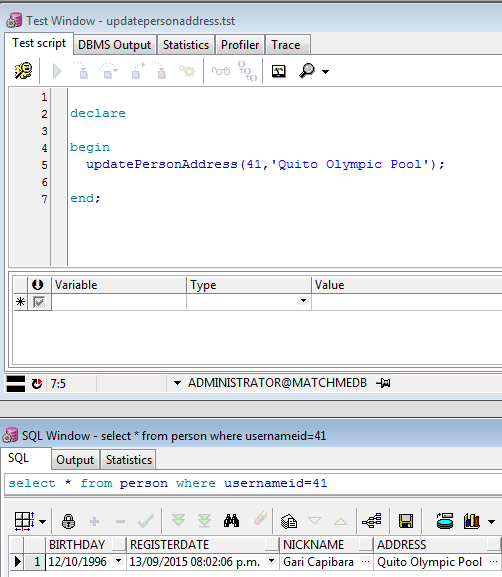 Test Window - updatepersonaddress.tst
Test script DBMS Output Statistics Profiler Trace
1
2 declare
3
4 begin
5 updatePersonAddress(41,'Quito Olympic Pool');
6
7 end;
Variable Type Value
7:5 ADMINISTRATOR@MATCHMEDB
SQL Window - select * from person where usernameid=41
SQL Output Statistics
select * from person where usernameid=41
BIRTHDAY REGISTERDATE NICKNAME ADDRESS
1 12/10/1996 13/09/2015 08:02:06 p.m. Gari Capibara ... Quito Olympic Pool ...